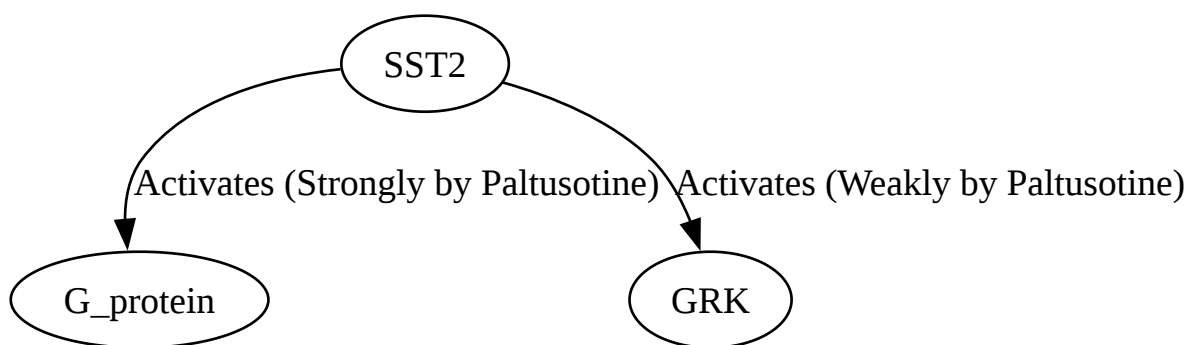 SST2
Activates (Strongly by Paltusotine)
Activates (Weakly by Paltusotine)
G_protein
GRK